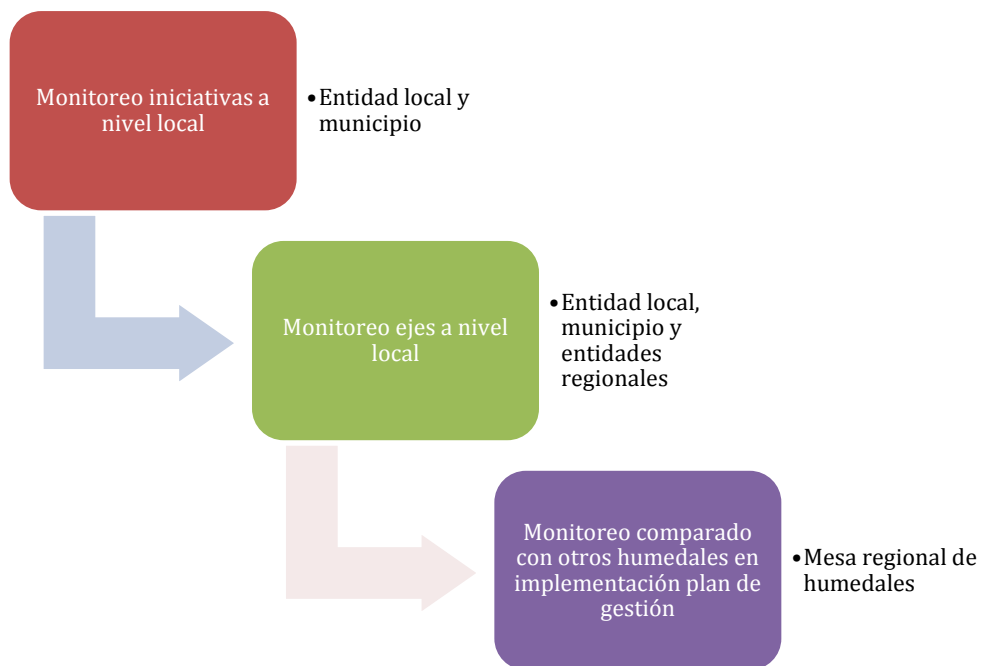 Monitoreo iniciativas a
nivel local
•Entidad local y
municipio
Monitoreo ejes a nivel
local
•Entidad local,
municipio y
entidades
regionales
Monitoreo comparado
con otros humedales en
implementación plan de
gestión
•Mesa regional de
humedales